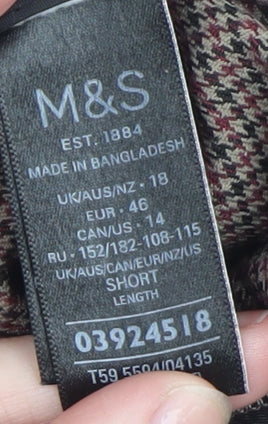 M&S
EST. 1884
MADE IN BANGLADESH
UK/AUS/NZ • 18
EUR • 46
CAN/US • 14
RU • 152/182-108-115
UK/AUS/CAN/EUR/NZ/US
SHORT
LENGTH
03924518
T59 5594/04135